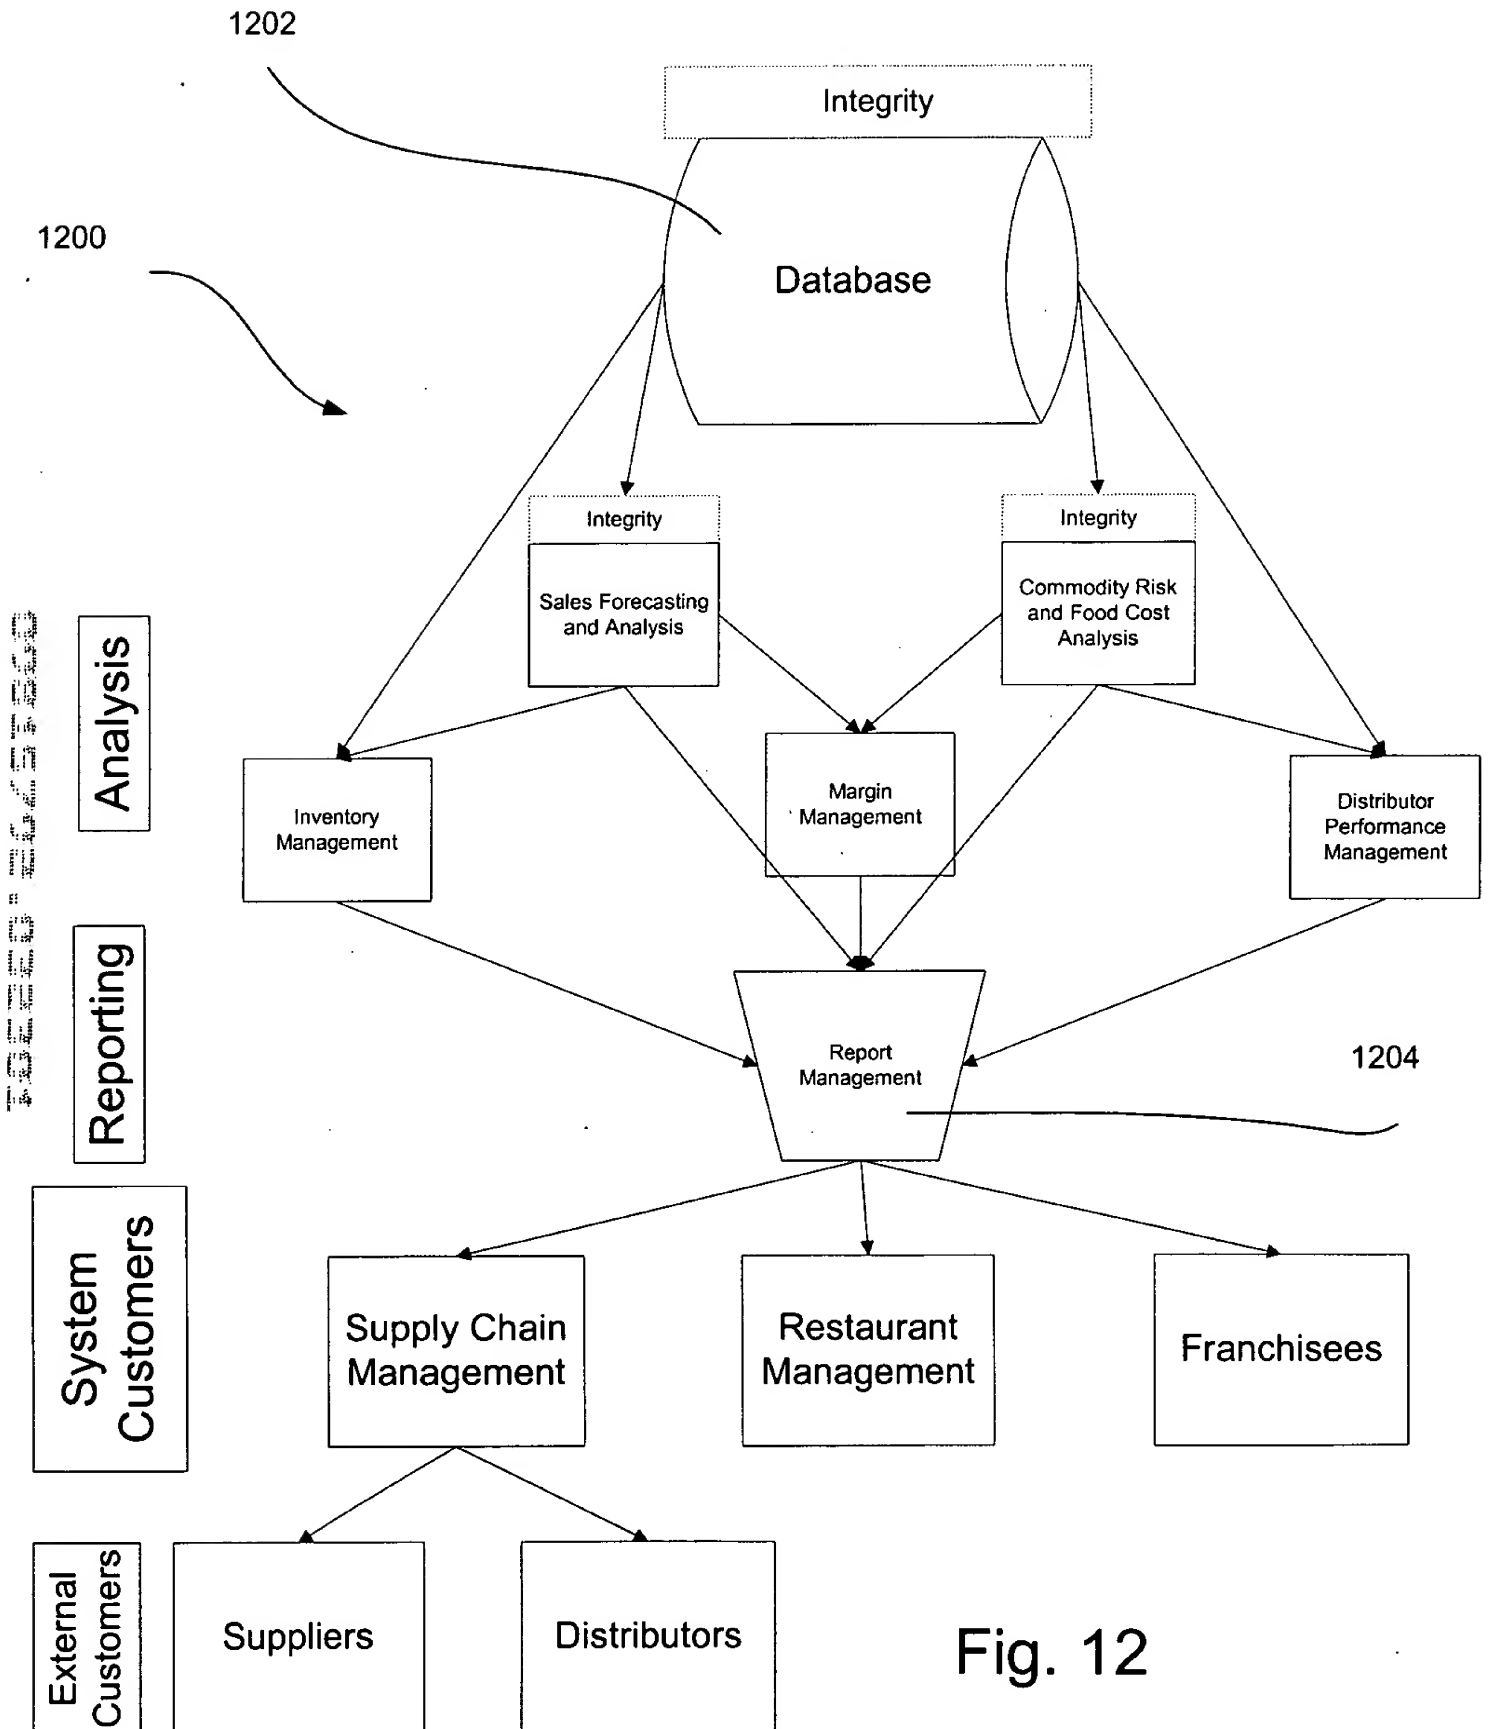 1202
Integrity
1200
Database
Integrity
Integrity
Sales Forecasting
and Analysis
Commodity Risk
and Food Cost
Analysis
Analysis
Inventory
Management
Margin
Management
Distributor
Performance
Management
Reporting
Report
Management
1204
System
Customers
Supply Chain
Management
Restaurant
Management
Franchisees
External
Customers
Suppliers
Distributors
Fig. 12